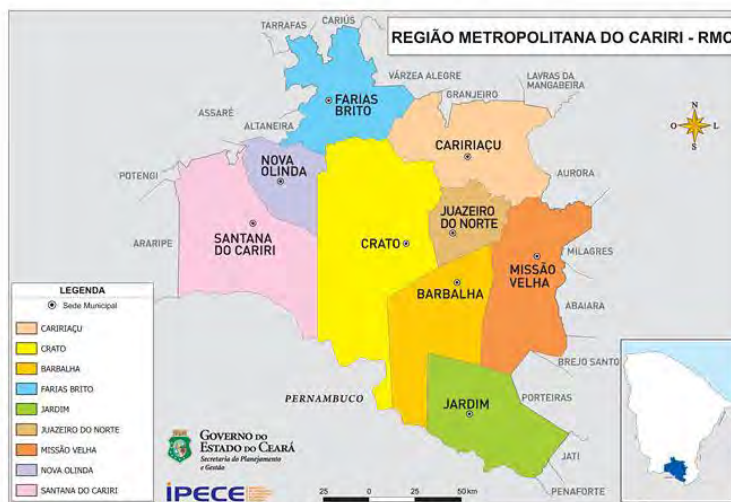 REGIÃO METROPOLITANA DO CARIRI - RMC
TARRAFAS
CARIÚS
VÁRZEA ALEGRE
GRANJEIRO
LAVRAS DA
MANGABEIRA
FARIAS
BRITO
ASSARÉ
ALTANEIRA
CARIRIAÇU
N
O
L
S
NOVA
OLINDA
POTENGI
AURORA
JUAZEIRO
DO NORTE
SANTANA
DO CARIRI
ARARIPE
CRATO
MISSÃO
VELHA
MILAGRES
BARBALHA
ABAIARA
LEGENDA
Sede Municipal
CARIRIAÇU
CRATO
BARBALHA
FARIAS BRITO
JARDIM
JUAZEIRO DO NORTE
MISSÃO VELHA
NOVA OLINDA
SANTANA DO CARIRI
BREJO SANTO
PERNAMBUCO
PORTEIRAS
JARDIM
JATI
PENAFORTE
GOVERNO DO
ESTADO DO CEARÁ
Secretaria do Planejamento
e Gestão
IPECE
25 0 25 50 km